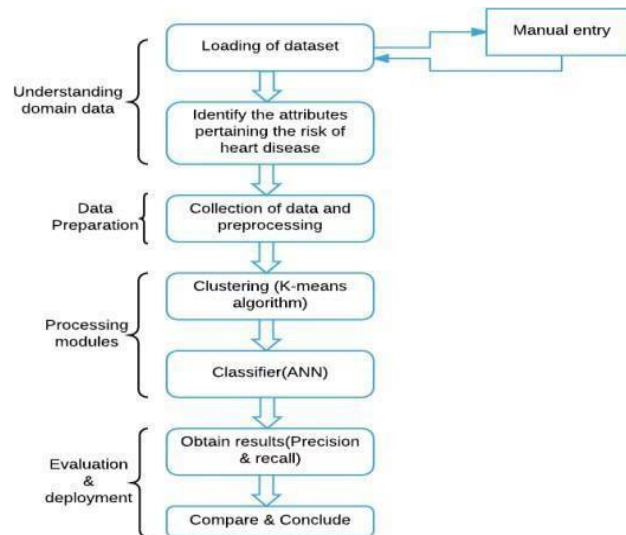 Loading of dataset
Manual entry
Understanding
domain data
Identify the attributes
pertaining the risk of
heart disease
Data
Preparation
Collection of data and
preprocessing
Clustering (K-means
algorithm)
Processing
modules
Classifier(ANN)
Obtain results(Precision
& recall)
Evaluation
&
deployment
Compare & Conclude